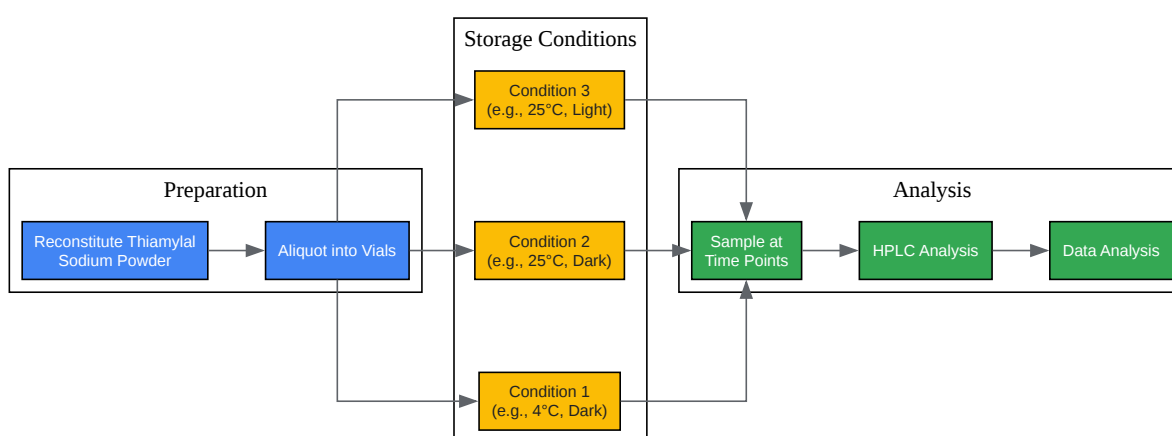 Storage Conditions
Condition 3
(e.g., 25°C, Light)
Preparation
Analysis
Reconstitute Thiamylal
Sodium Powder
Aliquot into Vials
Condition 2
(e.g., 25°C, Dark)
Sample at
Time Points
HPLC Analysis
Data Analysis
Condition 1
(e.g., 4°C, Dark)